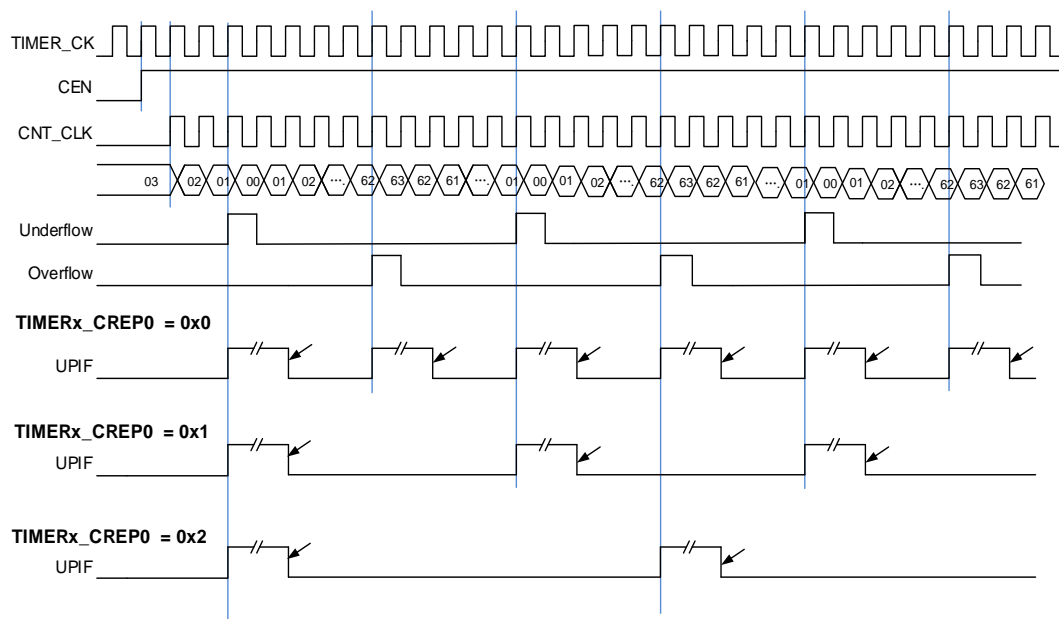 TIMER_CK
CEN
CNT_CLK
03 02 01 00 01 02 .... 62 63 62 61 .... 01 00 01 02 .... 62 63 62 61 .... 01 00 01 02 .... 62 63 62 61
Underflow
Overflow
TIMERx_CREP0 = 0x0
UPIF
TIMERx_CREP0 = 0x1
UPIF
TIMERx_CREP0 = 0x2
UPIF